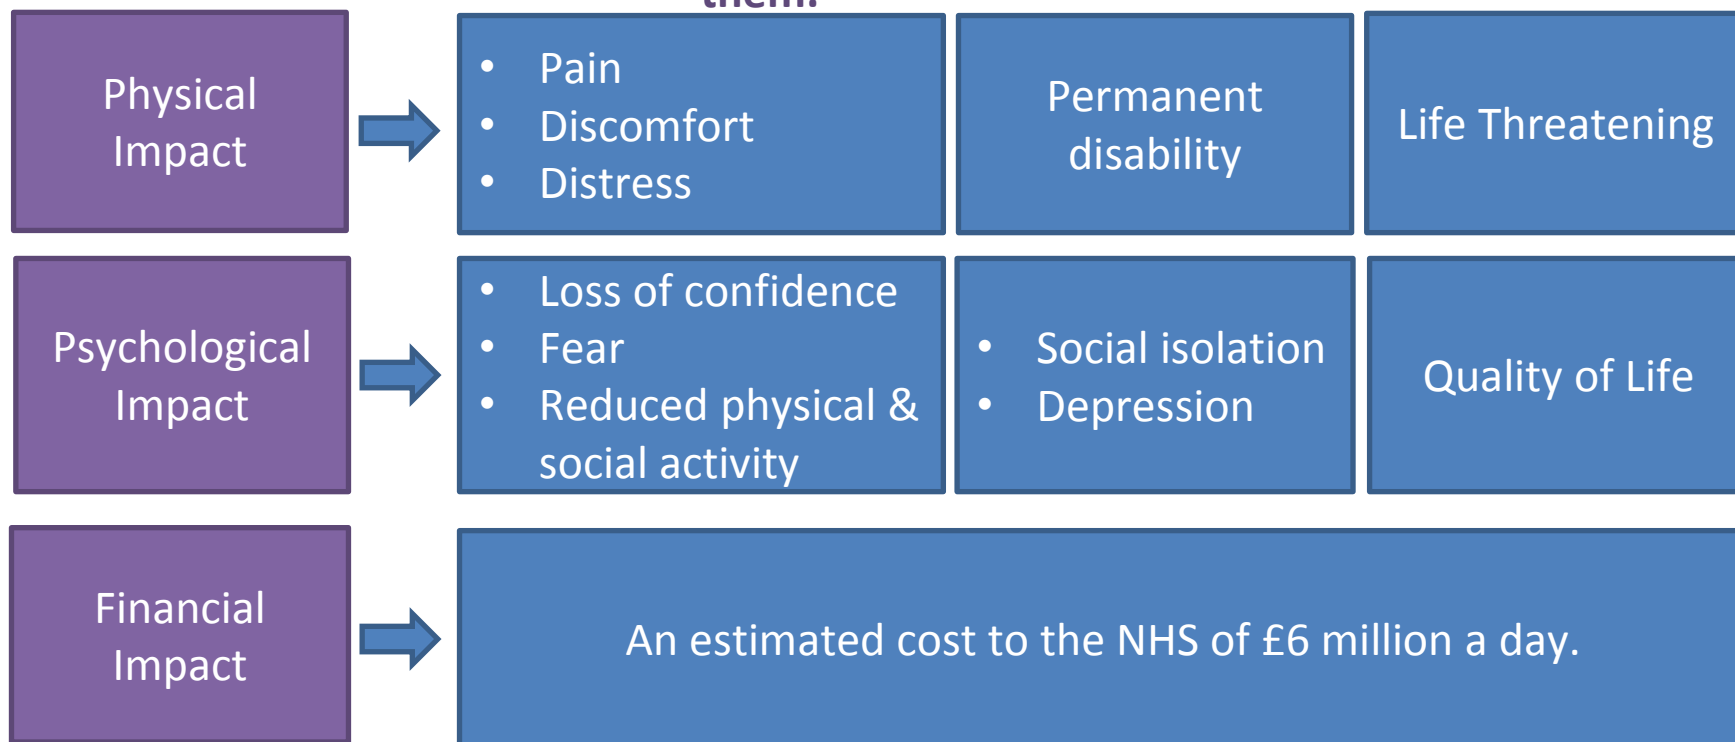 them.
Physical
Impact
• Pain
• Discomfort
• Distress
Permanent
disability
Life Threatening
Psychological
Impact
• Loss of confidence
• Fear
• Reduced physical &
social activity
• Social isolation
• Depression
Quality of Life
Financial
Impact
An estimated cost to the NHS of £6 million a day.